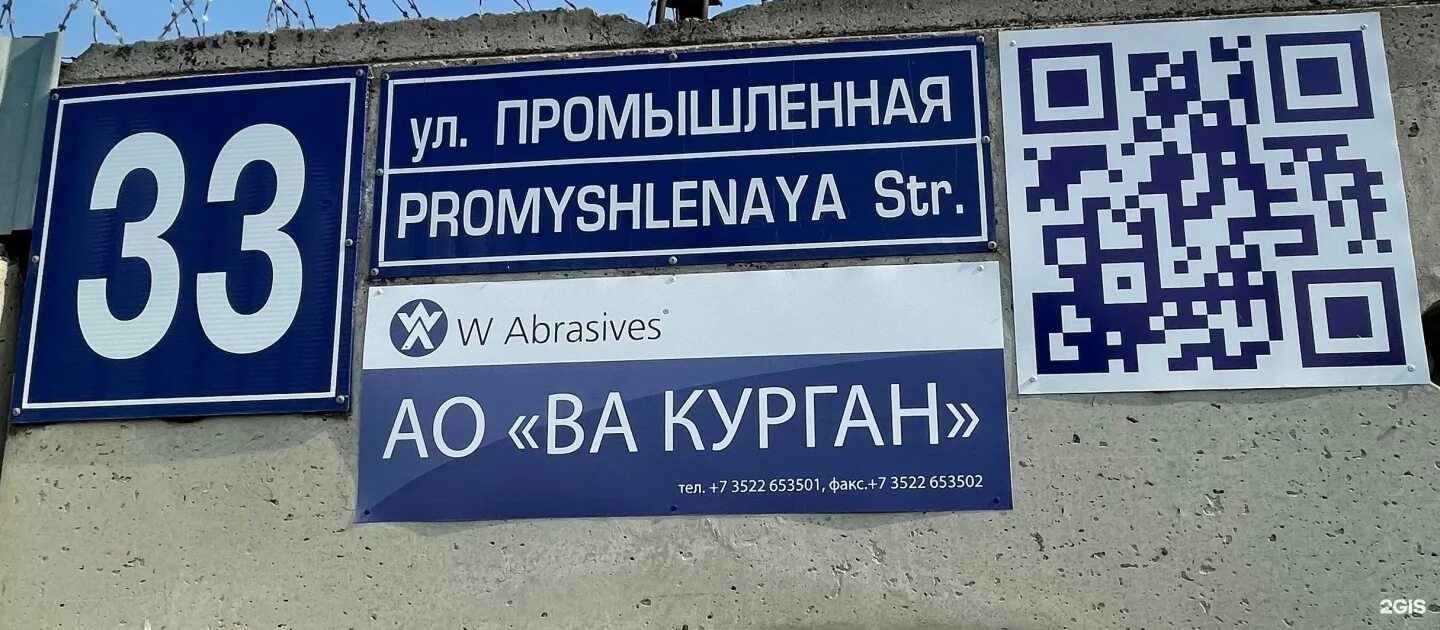 33
ул. ПРОМЫШЛЕННАЯ
PROMYSHLENAYA Str.
W Abrasives®
АО «ВА КУРГАН»
тел. +7 3522 653501, факс.+7 3522 653502
2GIS